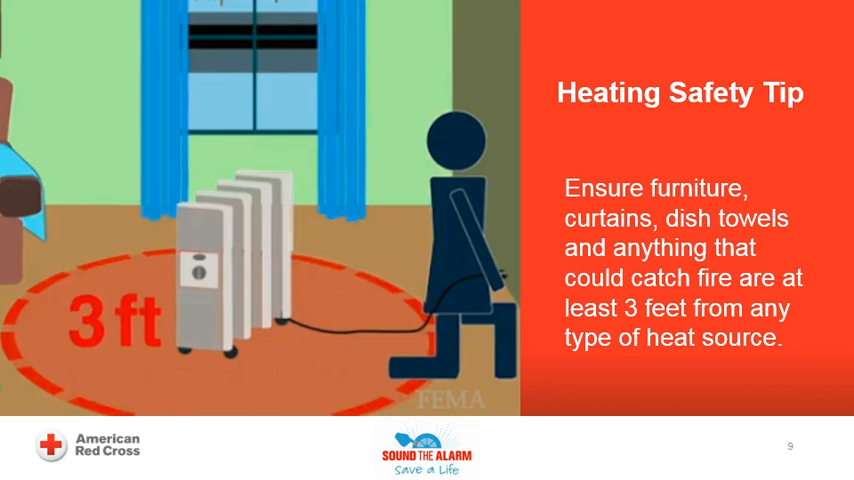 Heating Safety Tip
Ensure furniture,
curtains, dish towels
and anything that
could catch fire are at
least 3 feet from any
type of heat source.
3 ft
FEMA
American
Red Cross
SOUND THE ALARM
Save a Life
9